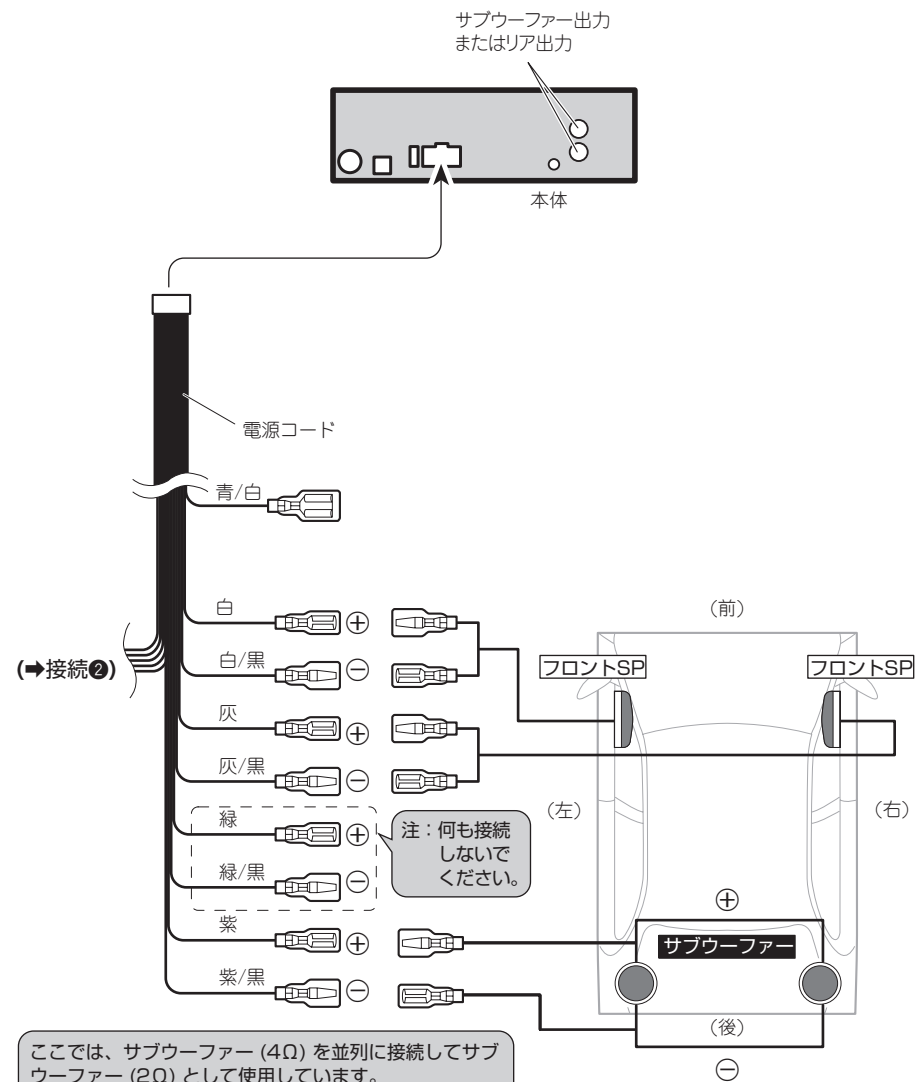 サブウーファー出力
またはリア出力
本体
電源コード
青/白
白
⊕
(前)
(➡接続❷)
白/黒
⊖
フロントSP
フロントSP
灰
⊕
灰/黒
⊖
(左)
(右)
緑
⊕
注：何も接続
しないで
ください。
緑/黒
⊖
⊕
紫
⊕
サブウーファー
紫/黒
⊖
(後)
ここでは、サブウーファー (4Ω) を並列に接続してサブ
ウーファー (2Ω) として使用しています。
⊖